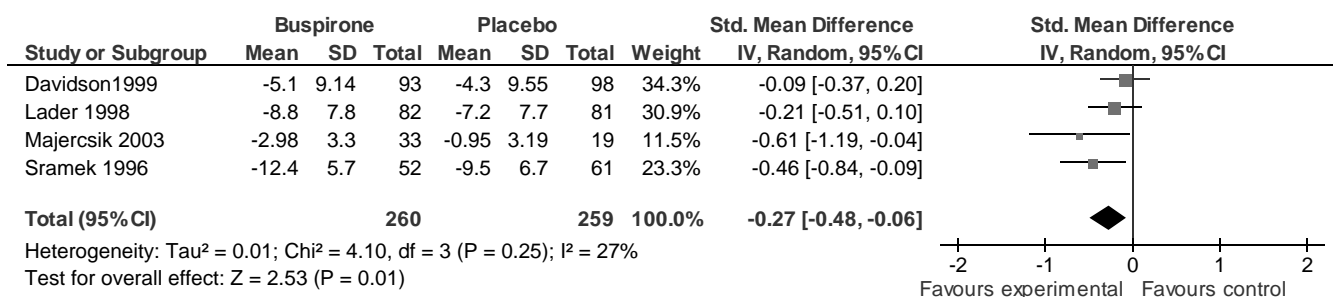 Buspirone Placebo Std. Mean Difference Std. Mean Difference
Study or Subgroup Mean SD Total Mean SD Total Weight IV, Random, 95%CI IV, Random, 95%CI
Davidson1999 -5.1 9.14 93 -4.3 9.55 98 34.3% -0.09 [-0.37, 0.20]
Lader 1998 -8.8 7.8 82 -7.2 7.7 81 30.9% -0.21 [-0.51, 0.10]
Majercsik 2003 -2.98 3.3 33 -0.95 3.19 19 11.5% -0.61 [-1.19, -0.04]
Sramek 1996 -12.4 5.7 52 -9.5 6.7 61 23.3% -0.46 [-0.84, -0.09]
Total (95%CI) 260 259 100.0% -0.27 [-0.48, -0.06]
Heterogeneity: Tau² = 0.01; Chi² = 4.10, df = 3 (P = 0.25); I² = 27%
Test for overall effect: Z = 2.53 (P = 0.01)
-2 -1 0 1 2
Favours experimental Favours control